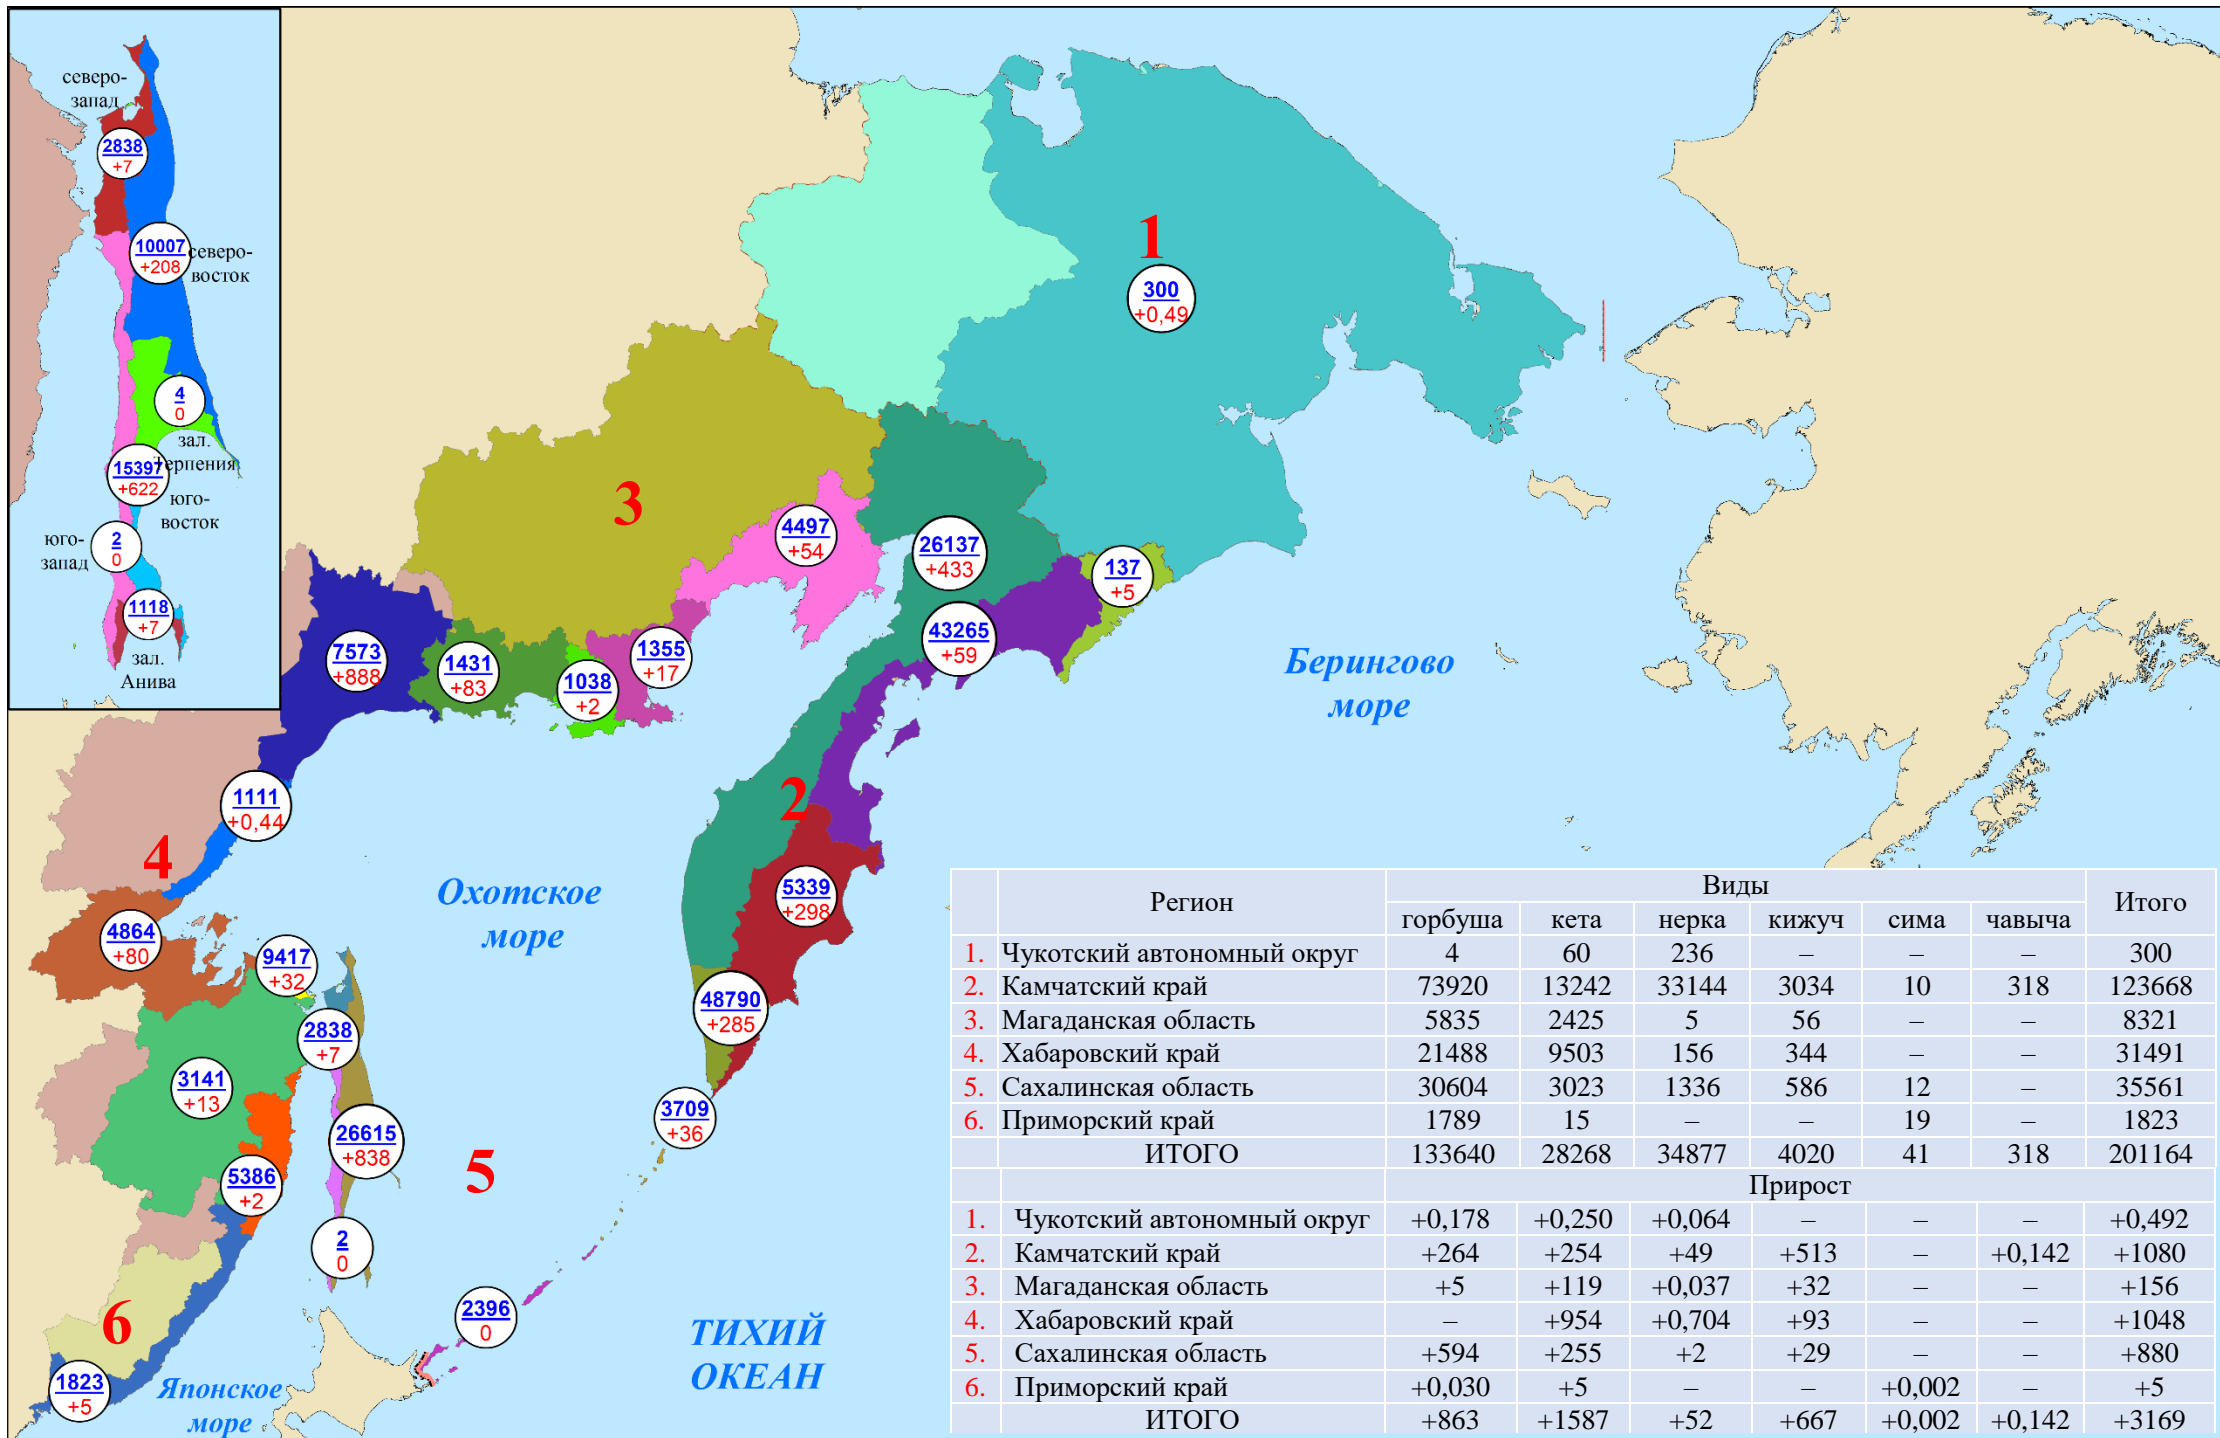 северо-
запад
2838
+7
10007
+208
северо-
восток
4
0
зал.
Терпения
15397
+622
юго-
восток
юго-
запад
2
0
1118
+7
зал.
Анива
1
300
+0,49
3
4497
+54
26137
+433
137
+5
43265
+59
7573
+888
1431
+83
1038
+2
1355
+17
Берингово
море
1111
+0,44
2
4
Охотское
море
5339
+298
4864
+80
9417
+32
48790
+285
2838
+7
3141
+13
3709
+36
26615
+838
5
5386
+2
2
0
2396
0
6
ТИХИЙ
ОКЕАН
1823
+5
Японское
море
Регион Виды Итого
горбуша кета нерка кижуч сима чавыча
1. Чукотский автономный округ 4 60 236 – – – 300
2. Камчатский край 73920 13242 33144 3034 10 318 123668
3. Магаданская область 5835 2425 5 56 – – 8321
4. Хабаровский край 21488 9503 156 344 – – 31491
5. Сахалинская область 30604 3023 1336 586 12 – 35561
6. Приморский край 1789 15 – – 19 – 1823
ИТОГО 133640 28268 34877 4020 41 318 201164
Прирост
1. Чукотский автономный округ +0,178 +0,250 +0,064 – – – +0,492
2. Камчатский край +264 +254 +49 +513 – +0,142 +1080
3. Магаданская область +5 +119 +0,037 +32 – – +156
4. Хабаровский край – +954 +0,704 +93 – – +1048
5. Сахалинская область +594 +255 +2 +29 – – +880
6. Приморский край +0,030 +5 – – +0,002 – +5
ИТОГО +863 +1587 +52 +667 +0,002 +0,142 +3169